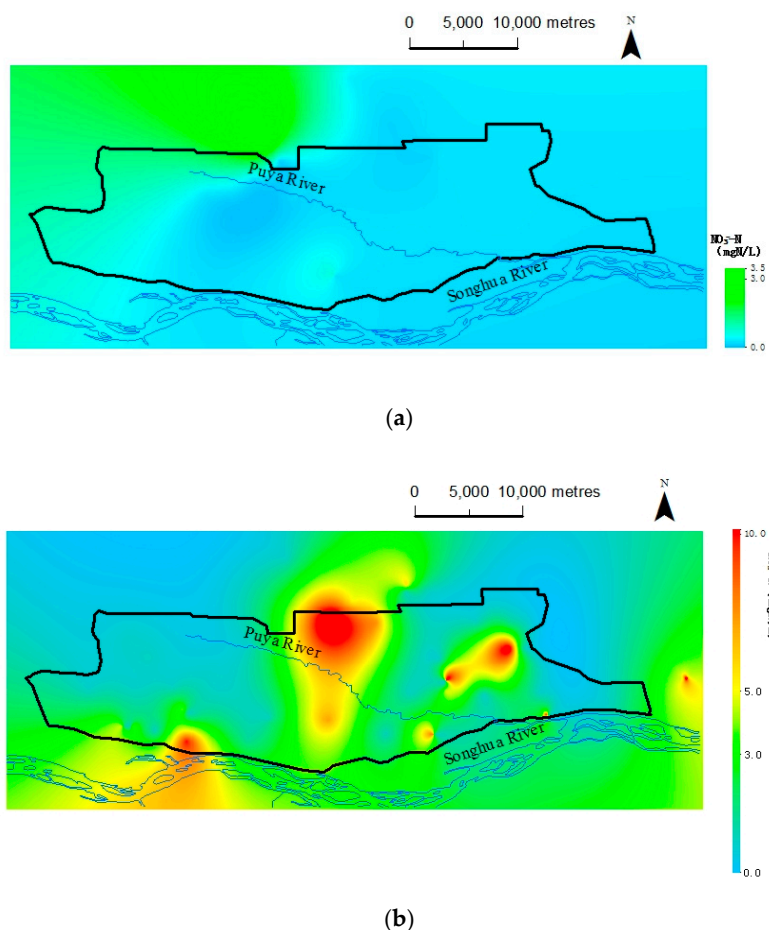 0 5,000 10,000 metres
N
Puya River
Songhua River
NO₃⁻-N
(mgN/L)
3.5
3.0
0.0
(a)
0 5,000 10,000 metres
N
10.0
Puya River
5.0
Songhua River
3.0
0.0
(b)